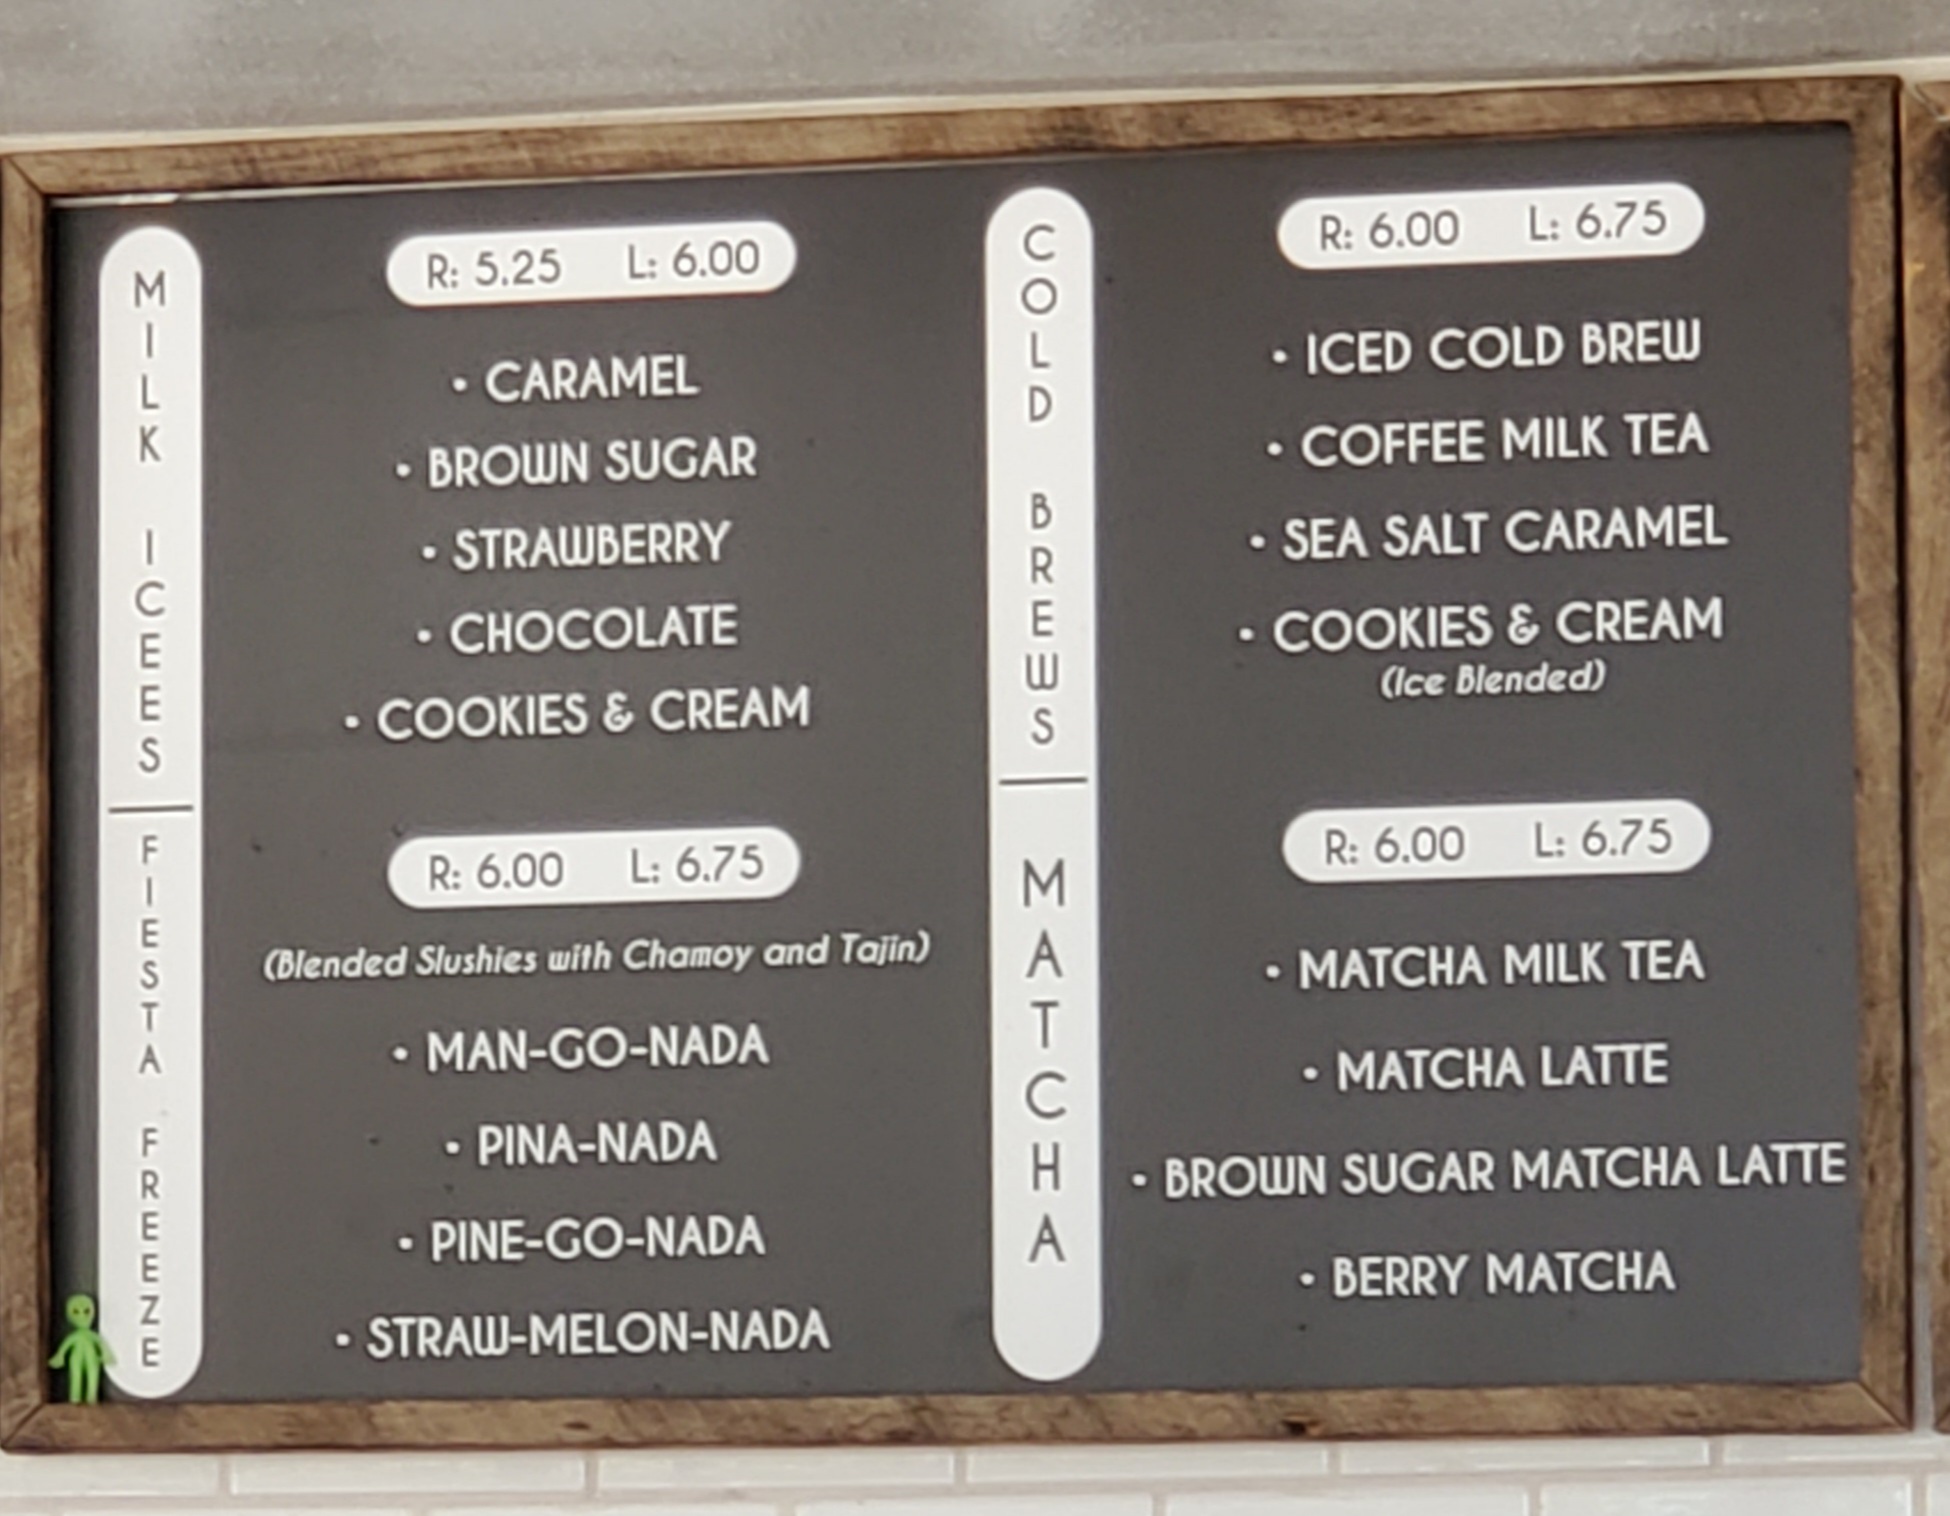 MILK ICEES
R: 5.25 L: 6.00
• CARAMEL
• BROWN SUGAR
• STRAWBERRY
• CHOCOLATE
• COOKIES & CREAM
FIESTA FREEZE
R: 6.00 L: 6.75
(Blended Slushies with Chamoy and Tajin)
• MAN-GO-NADA
• PINA-NADA
• PINE-GO-NADA
• STRAW-MELON-NADA
COLD BREWS
R: 6.00 L: 6.75
• ICED COLD BREW
• COFFEE MILK TEA
• SEA SALT CARAMEL
• COOKIES & CREAM
(Ice Blended)
MATCHA
R: 6.00 L: 6.75
• MATCHA MILK TEA
• MATCHA LATTE
• BROWN SUGAR MATCHA LATTE
• BERRY MATCHA